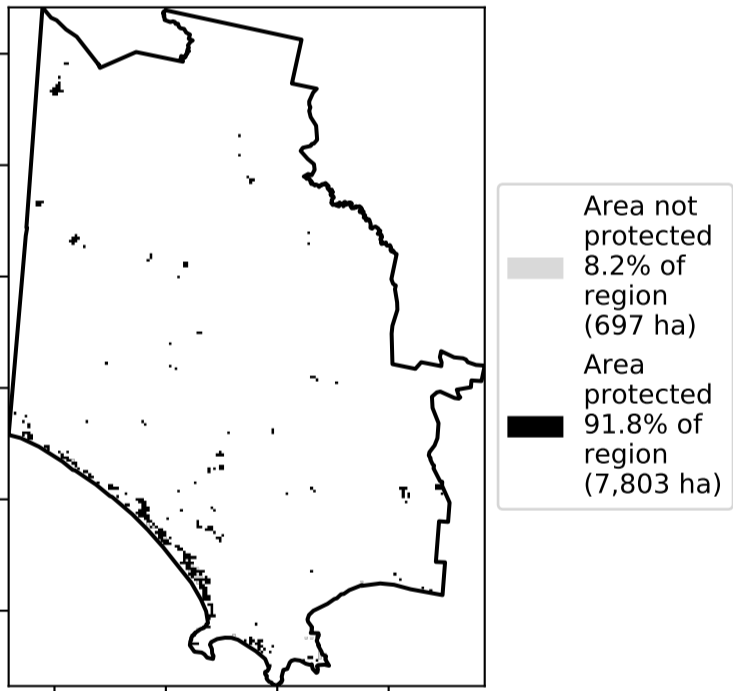 Area not
protected
8.2% of
region
(697 ha)
Area
protected
91.8% of
region
(7,803 ha)